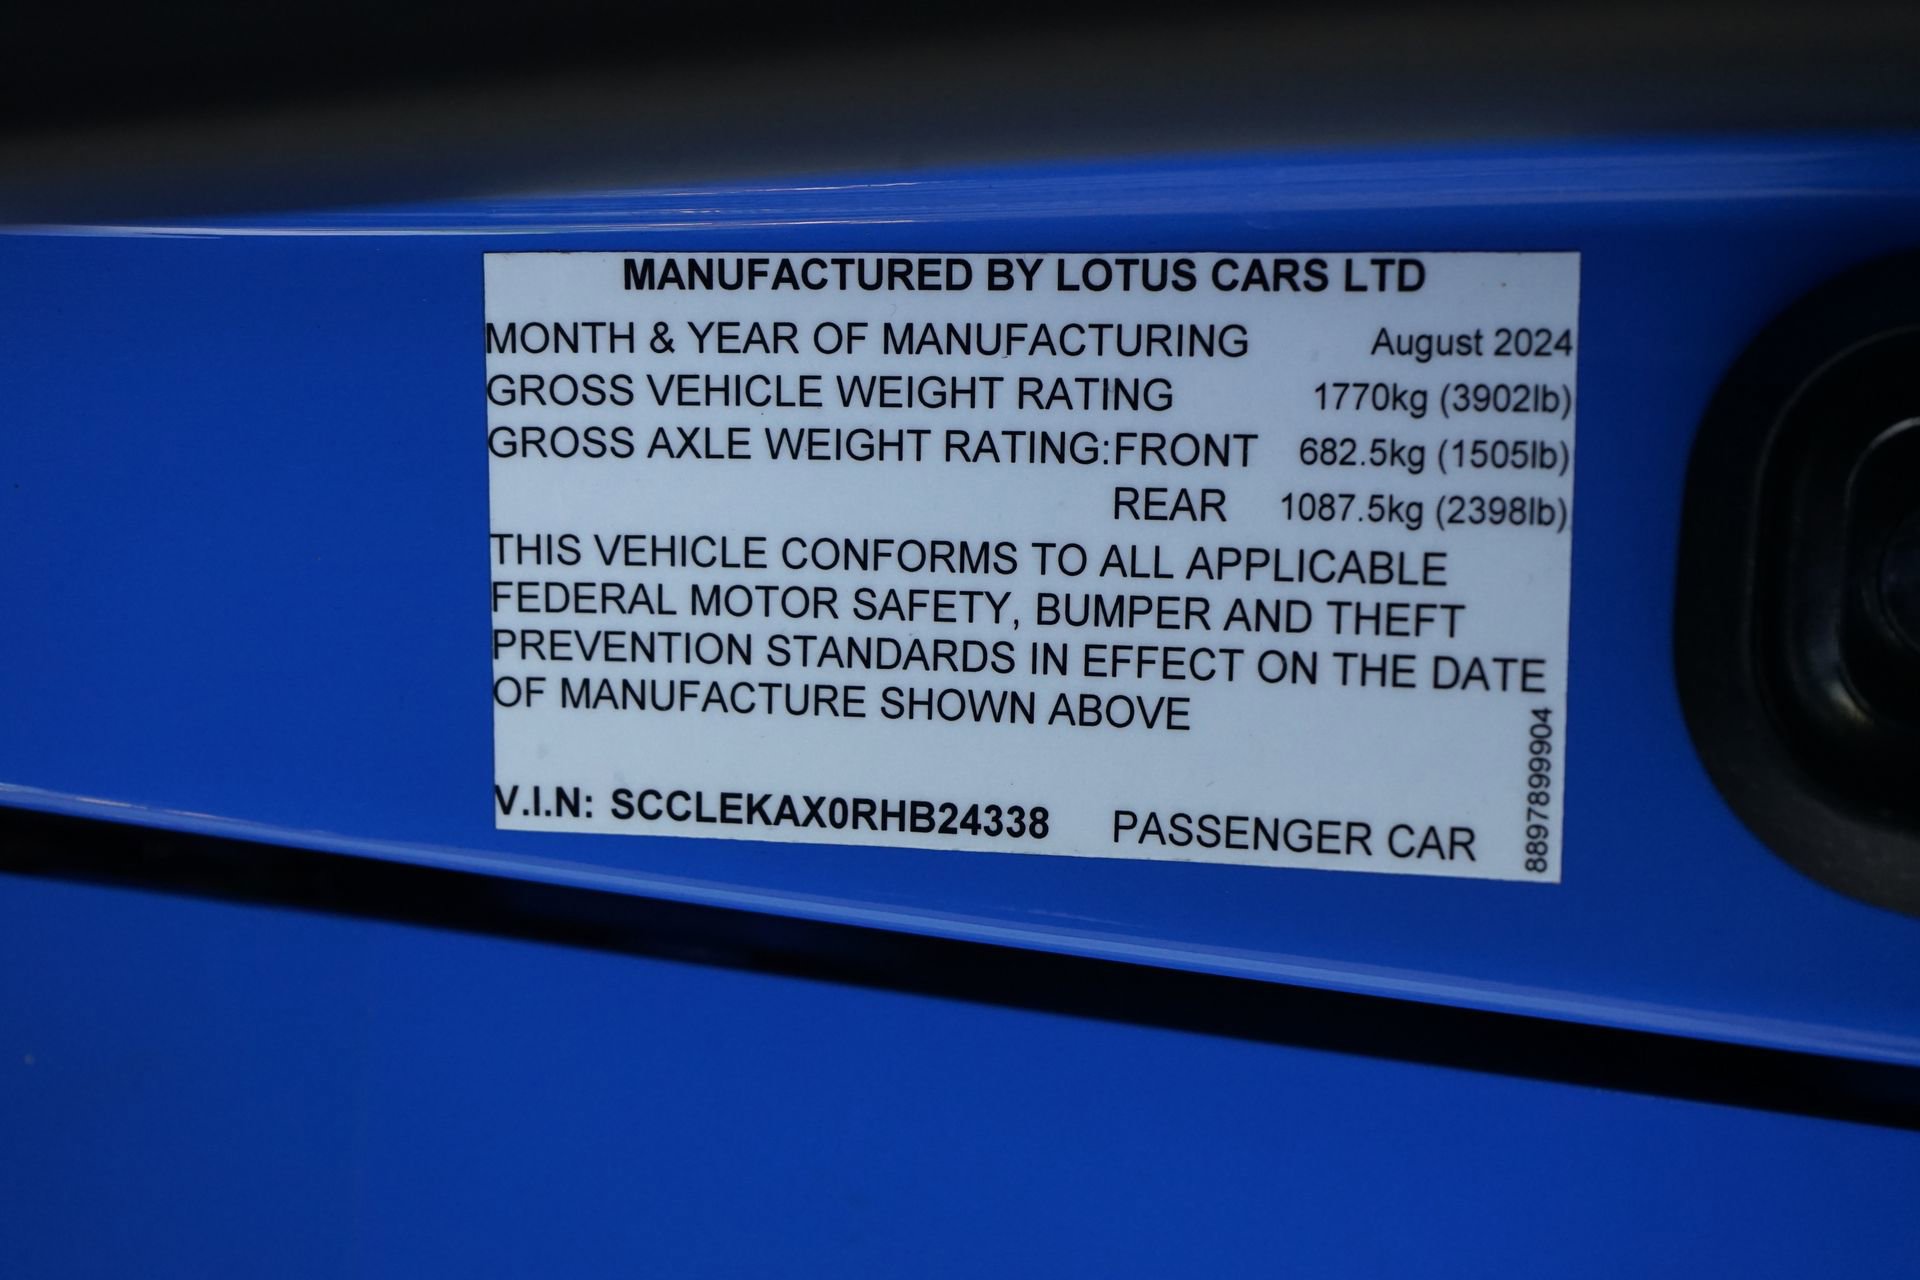 MANUFACTURED BY LOTUS CARS LTD
MONTH & YEAR OF MANUFACTURING August 2024
GROSS VEHICLE WEIGHT RATING 1770kg (3902lb)
GROSS AXLE WEIGHT RATING: FRONT 682.5kg (1505lb)
REAR 1087.5kg (2398lb)
THIS VEHICLE CONFORMS TO ALL APPLICABLE
FEDERAL MOTOR SAFETY, BUMPER AND THEFT
PREVENTION STANDARDS IN EFFECT ON THE DATE
OF MANUFACTURE SHOWN ABOVE
V.I.N: SCCLEKAX0RHB24338 PASSENGER CAR
8897899904